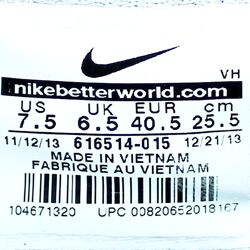 VH
nikebetterworld.com.
US UK EUR cm
7.5 6.5 40.5 25.5
11/12/13 616514-015 12/21/13
MADE IN VIETNAM
FABRIQUE AU VIETNAM
104671320 UPC 00820652018167